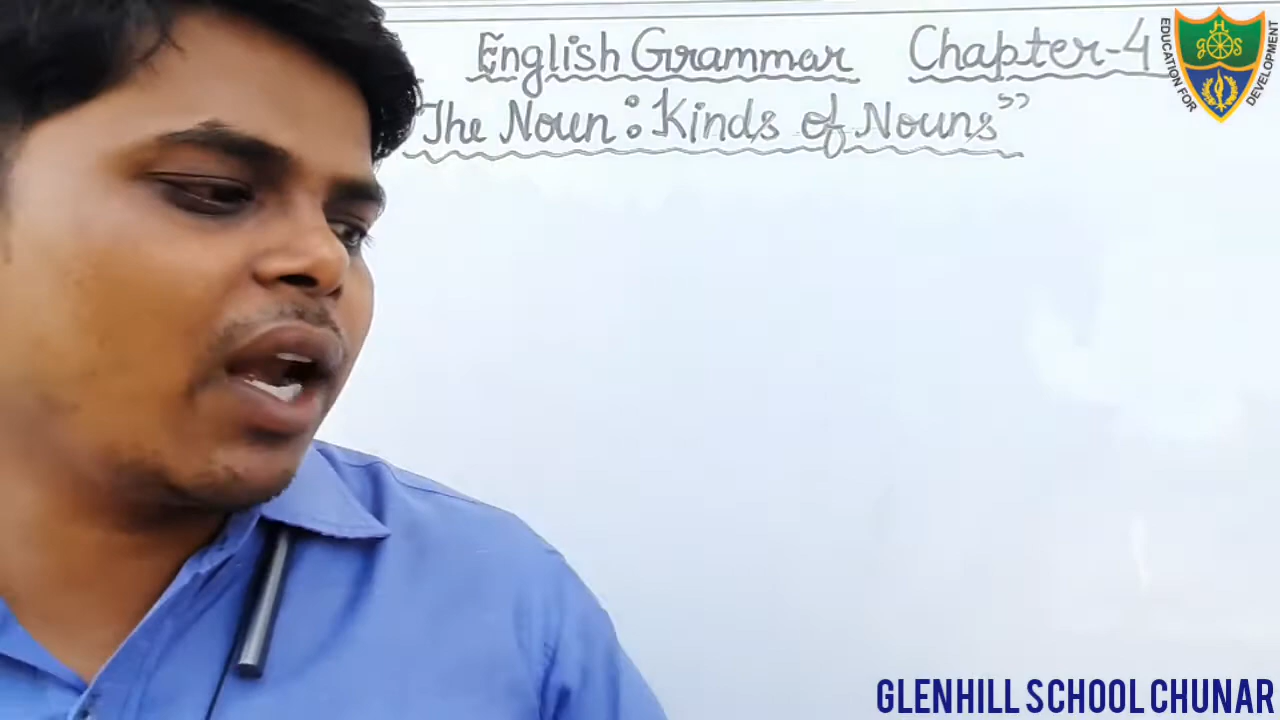 English Grammar Chapter-4
"The Noun : Kinds of Nouns"
G H S
EDUCATION FOR DEVELOPMENT
GLENHILL SCHOOL CHUNAR